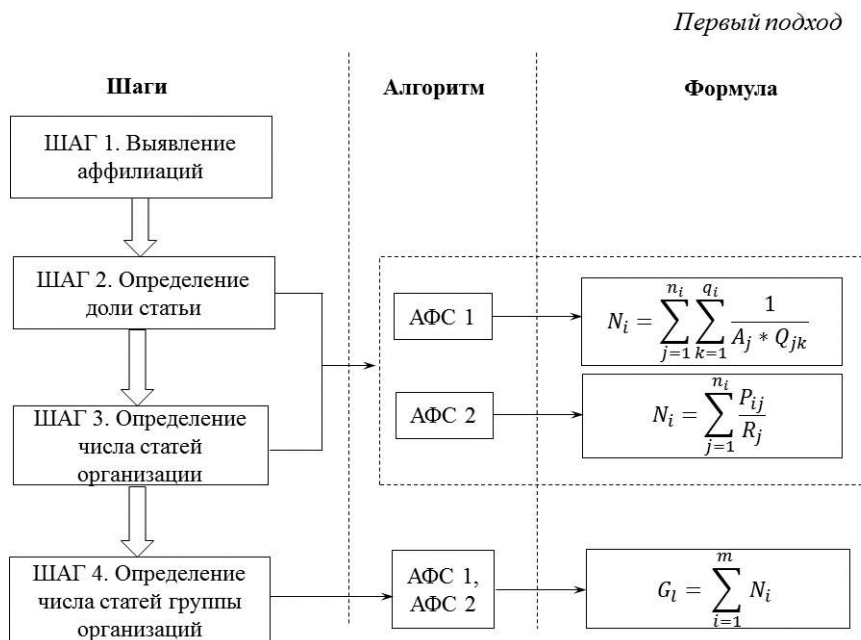 Первый подход
Шаги
Алгоритм
Формула
ШАГ 1. Выявление
аффилиаций
ШАГ 2. Определение
доли статьи
АФС 1
N_i = \sum_{j=1}^{n_i} \sum_{k=1}^{q_i} \frac{1}{A_j * Q_{jk}}
ШАГ 3. Определение
числа статей
организации
АФС 2
N_i = \sum_{j=1}^{n_i} \frac{P_{ij}}{R_j}
ШАГ 4. Определение
числа статей группы
организаций
АФС 1,
АФС 2
G_l = \sum_{i=1}^{m} N_i